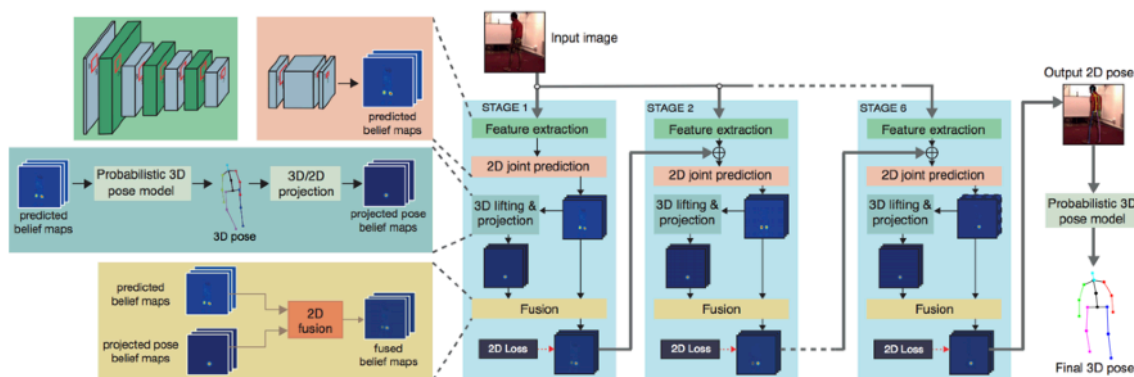 Input image
predicted
belief maps
predicted
belief maps
Probabilistic 3D
pose model
3D pose
3D/2D
projection
projected pose
belief maps
predicted
belief maps
projected pose
belief maps
2D
fusion
fused
belief maps
STAGE 1
Feature extraction
2D joint prediction
3D lifting &
projection
Fusion
2D Loss
STAGE 2
Feature extraction
2D joint prediction
3D lifting &
projection
Fusion
2D Loss
STAGE 6
Feature extraction
2D joint prediction
3D lifting &
projection
Fusion
2D Loss
Output 2D pose
Probabilistic 3D
pose model
Final 3D pose